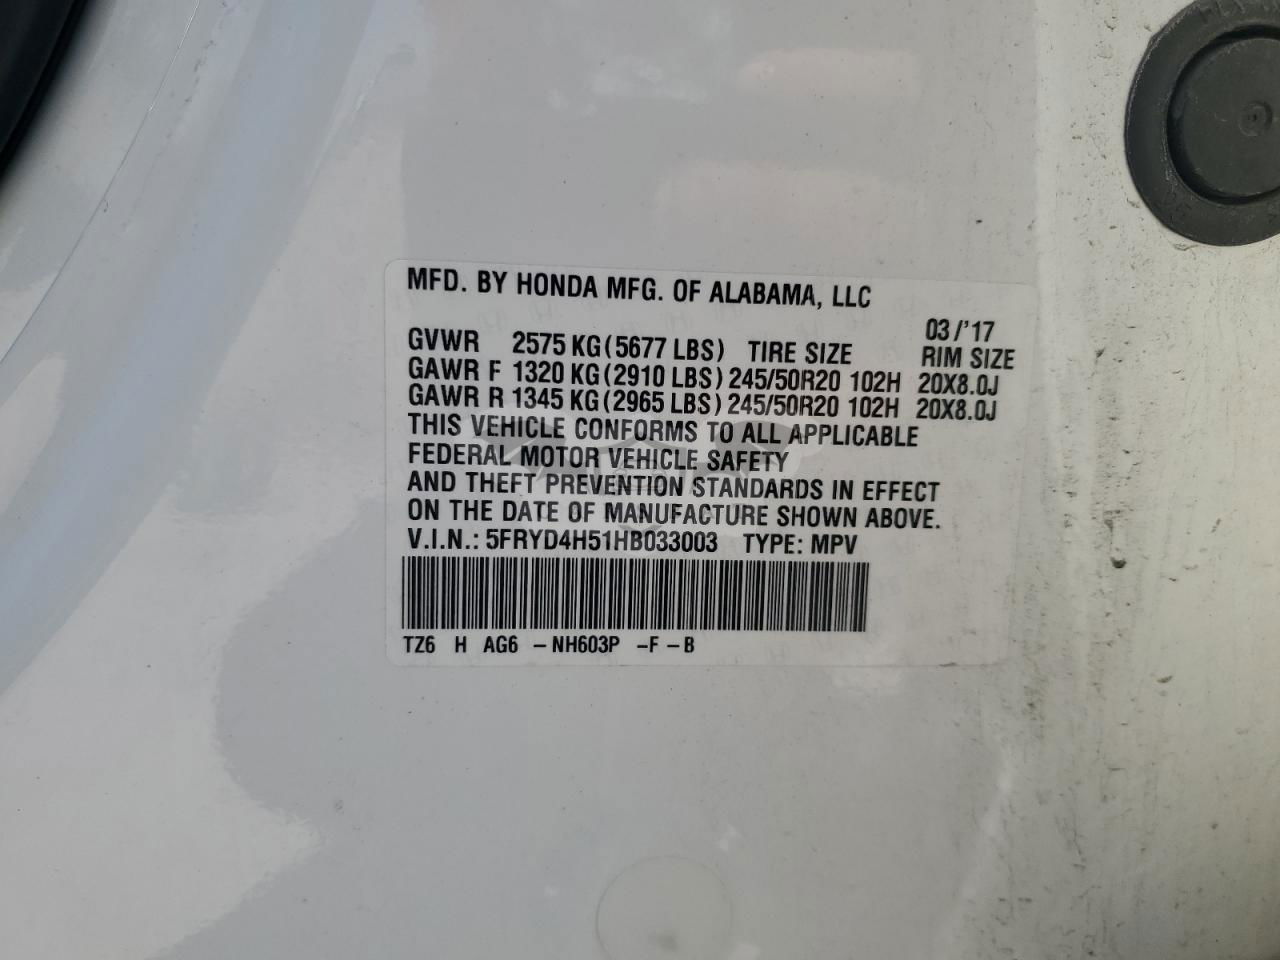 MFD. BY HONDA MFG. OF ALABAMA, LLC
03/'17
GVWR 2575 KG(5677 LBS) TIRE SIZE RIM SIZE
GAWR F 1320 KG(2910 LBS) 245/50R20 102H 20X8.0J
GAWR R 1345 KG(2965 LBS) 245/50R20 102H 20X8.0J
THIS VEHICLE CONFORMS TO ALL APPLICABLE
FEDERAL MOTOR VEHICLE SAFETY
AND THEFT PREVENTION STANDARDS IN EFFECT
ON THE DATE OF MANUFACTURE SHOWN ABOVE.
V.I.N.: 5FRYD4H51HB033003 TYPE: MPV
TZ6 H AG6 -NH603P -F-B